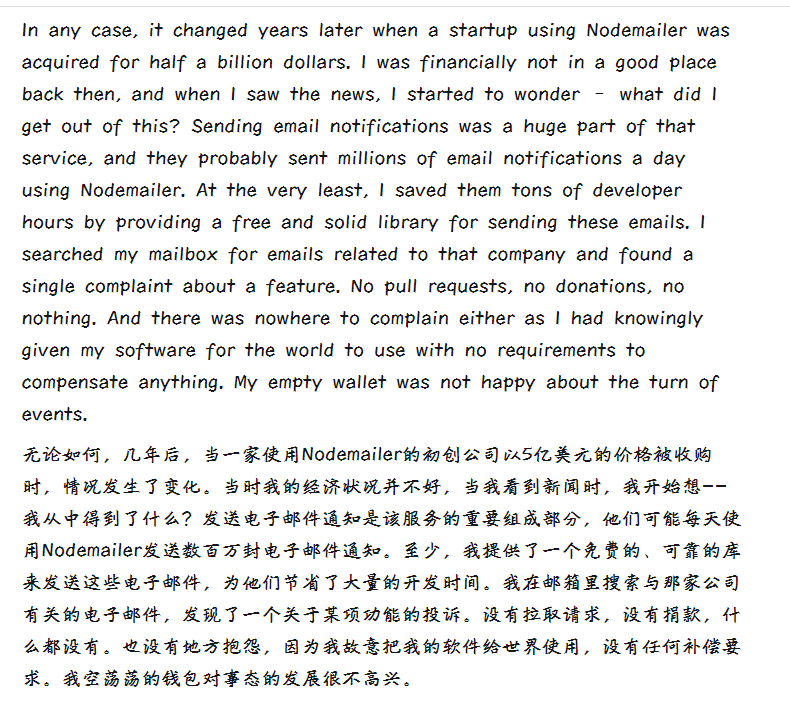 In any case, it changed years later when a startup using Nodemailer was
acquired for half a billion dollars. I was financially not in a good place
back then, and when I saw the news, I started to wonder – what did I
get out of this? Sending email notifications was a huge part of that
service, and they probably sent millions of email notifications a day
using Nodemailer. At the very least, I saved them tons of developer
hours by providing a free and solid library for sending these emails. I
searched my mailbox for emails related to that company and found a
single complaint about a feature. No pull requests, no donations, no
nothing. And there was nowhere to complain either as I had knowingly
given my software for the world to use with no requirements to
compensate anything. My empty wallet was not happy about the turn of
events.
无论如何，几年后，当一家使用Nodemailer的初创公司以5亿美元的价格被收购
时，情况发生了变化。当时我的经济状况并不好，当我看到新闻时，我开始想——
我从中得到了什么？发送电子邮件通知是该服务的重要组成部分，他们可能每天使
用Nodemailer发送数百万封电子邮件通知。至少，我提供了一个免费的、可靠的库
来发送这些电子邮件，为他们节省了大量的开发时间。我在邮箱里搜索与那家公司
有关的电子邮件，发现了一个关于某项功能的投诉。没有拉取请求，没有捐款，什
么都没有。也没有地方抱怨，因为我故意把我的软件给世界使用，没有任何补偿要
求。我空荡荡的钱包对事态的发展很不高兴。